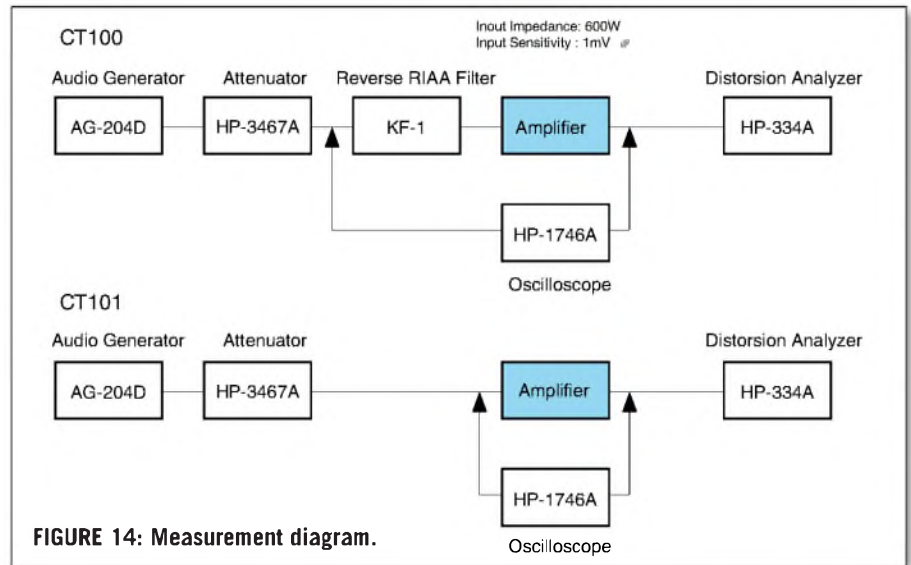 CT100
Inout Impedance: 600W
Input Sensitivity : 1mV
Audio Generator Attenuator Reverse RIAA Filter Distorsion Analyzer
AG-204D HP-3467A KF-1 Amplifier HP-334A
HP-1746A
Oscilloscope
CT101
Audio Generator Attenuator Distorsion Analyzer
AG-204D HP-3467A Amplifier HP-334A
HP-1746A
Oscilloscope
FIGURE 14: Measurement diagram.